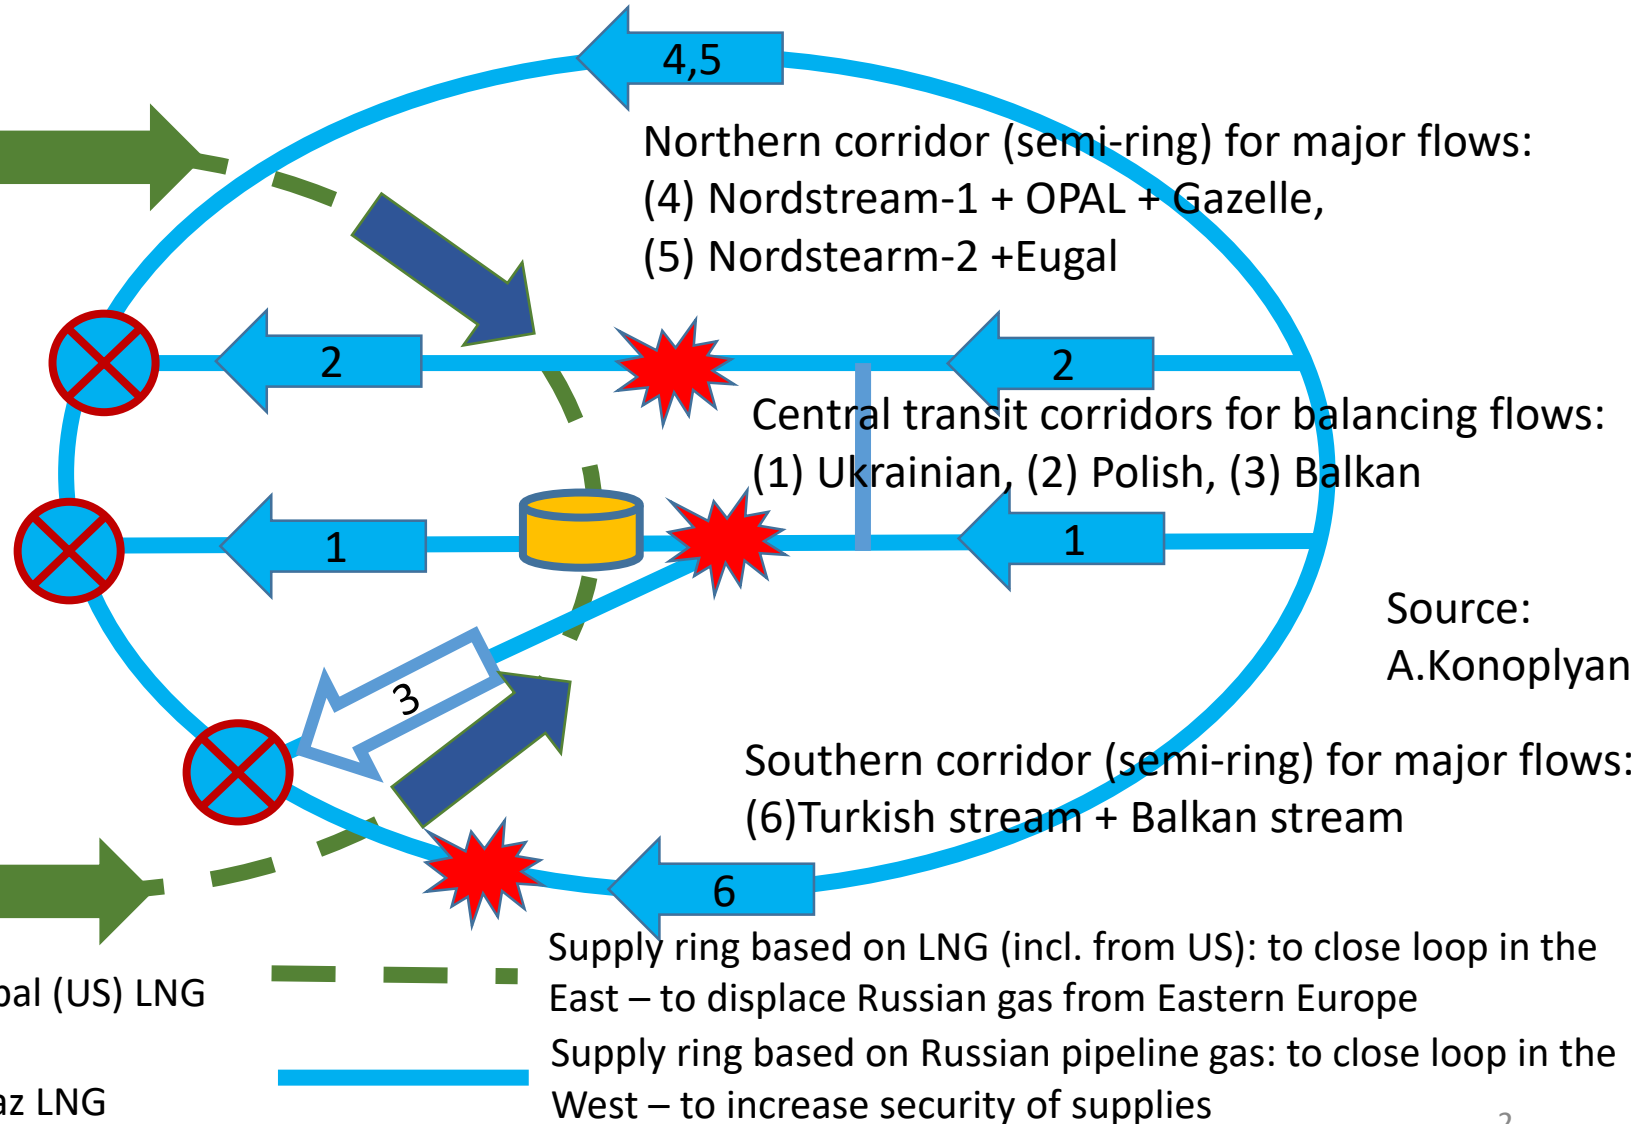 4,5
Northern corridor (semi-ring) for major flows:
(4) Nordstream-1 + OPAL + Gazelle,
(5) Nordstearm-2 +Eugal
2
2
Central transit corridors for balancing flows:
(1) Ukrainian, (2) Polish, (3) Balkan
1
1
Source:
A.Konoplyan
3
Southern corridor (semi-ring) for major flows:
(6)Turkish stream + Balkan stream
6
Supply ring based on LNG (incl. from US): to close loop in the
East – to displace Russian gas from Eastern Europe
(US) LNG
Supply ring based on Russian pipeline gas: to close loop in the
West – to increase security of supplies
LNG
2